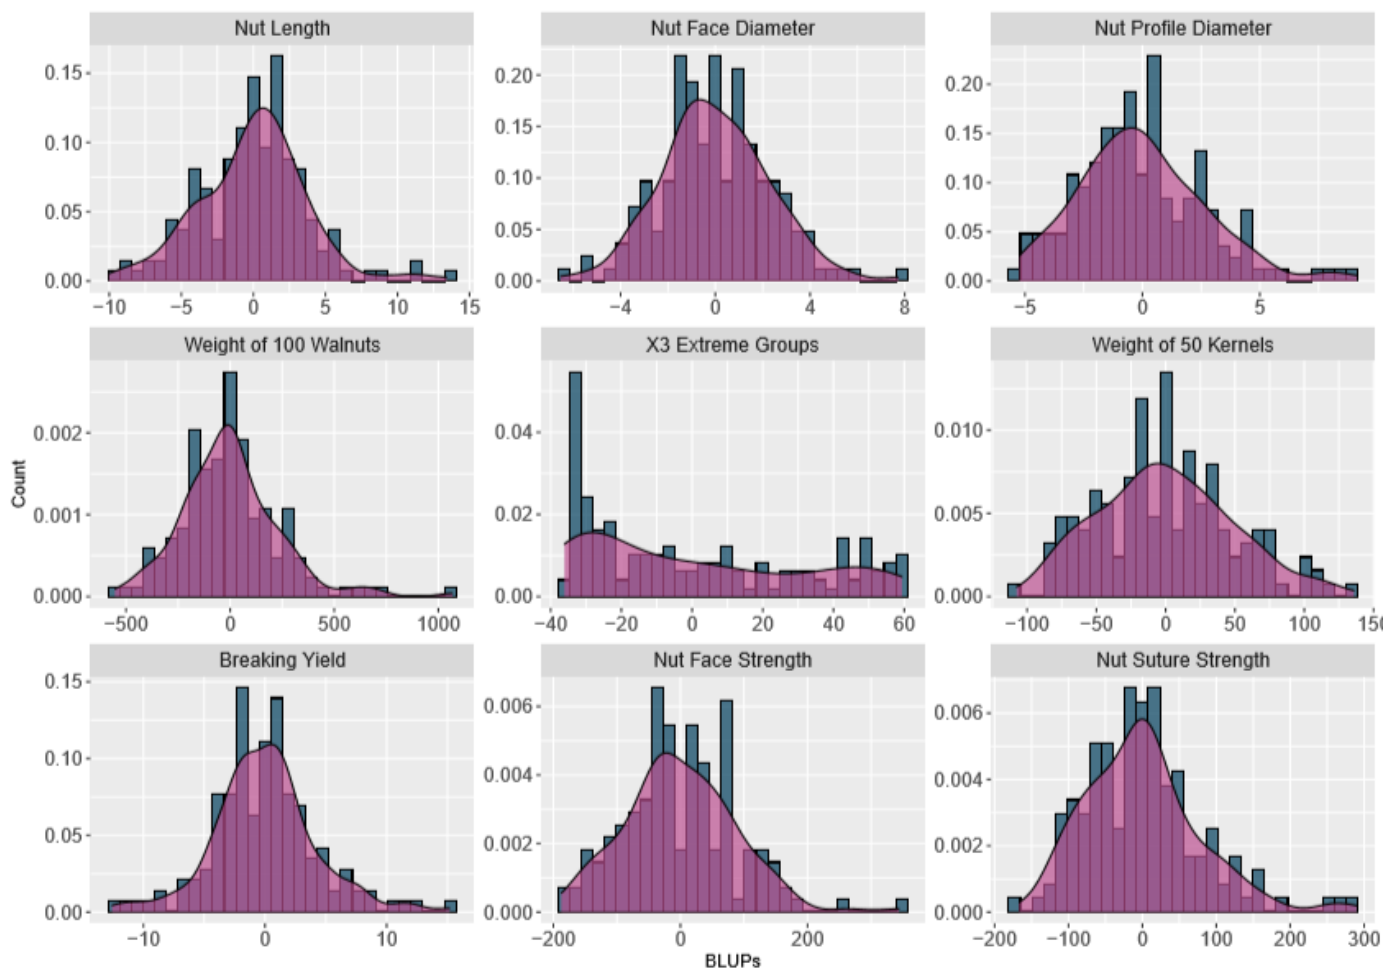 Nut Length
Nut Face Diameter
Nut Profile Diameter
0.15
0.10
0.05
0.00
−10 −5 0 5 10 15
0.20
0.15
0.10
0.05
0.00
−4 0 4 8
0.20
0.15
0.10
0.05
0.00
−5 0 5
Weight of 100 Walnuts
X3 Extreme Groups
Weight of 50 Kernels
Count
0.002
0.001
0.000
−500 0 500 1000
0.04
0.02
0.00
−40 −20 0 20 40 60
0.010
0.005
0.000
−100 −50 0 50 100 150
Breaking Yield
Nut Face Strength
Nut Suture Strength
0.15
0.10
0.05
0.00
−10 0 10
0.006
0.004
0.002
0.000
−200 0 200
0.006
0.004
0.002
0.000
−200 −100 0 100 200 300
BLUPs